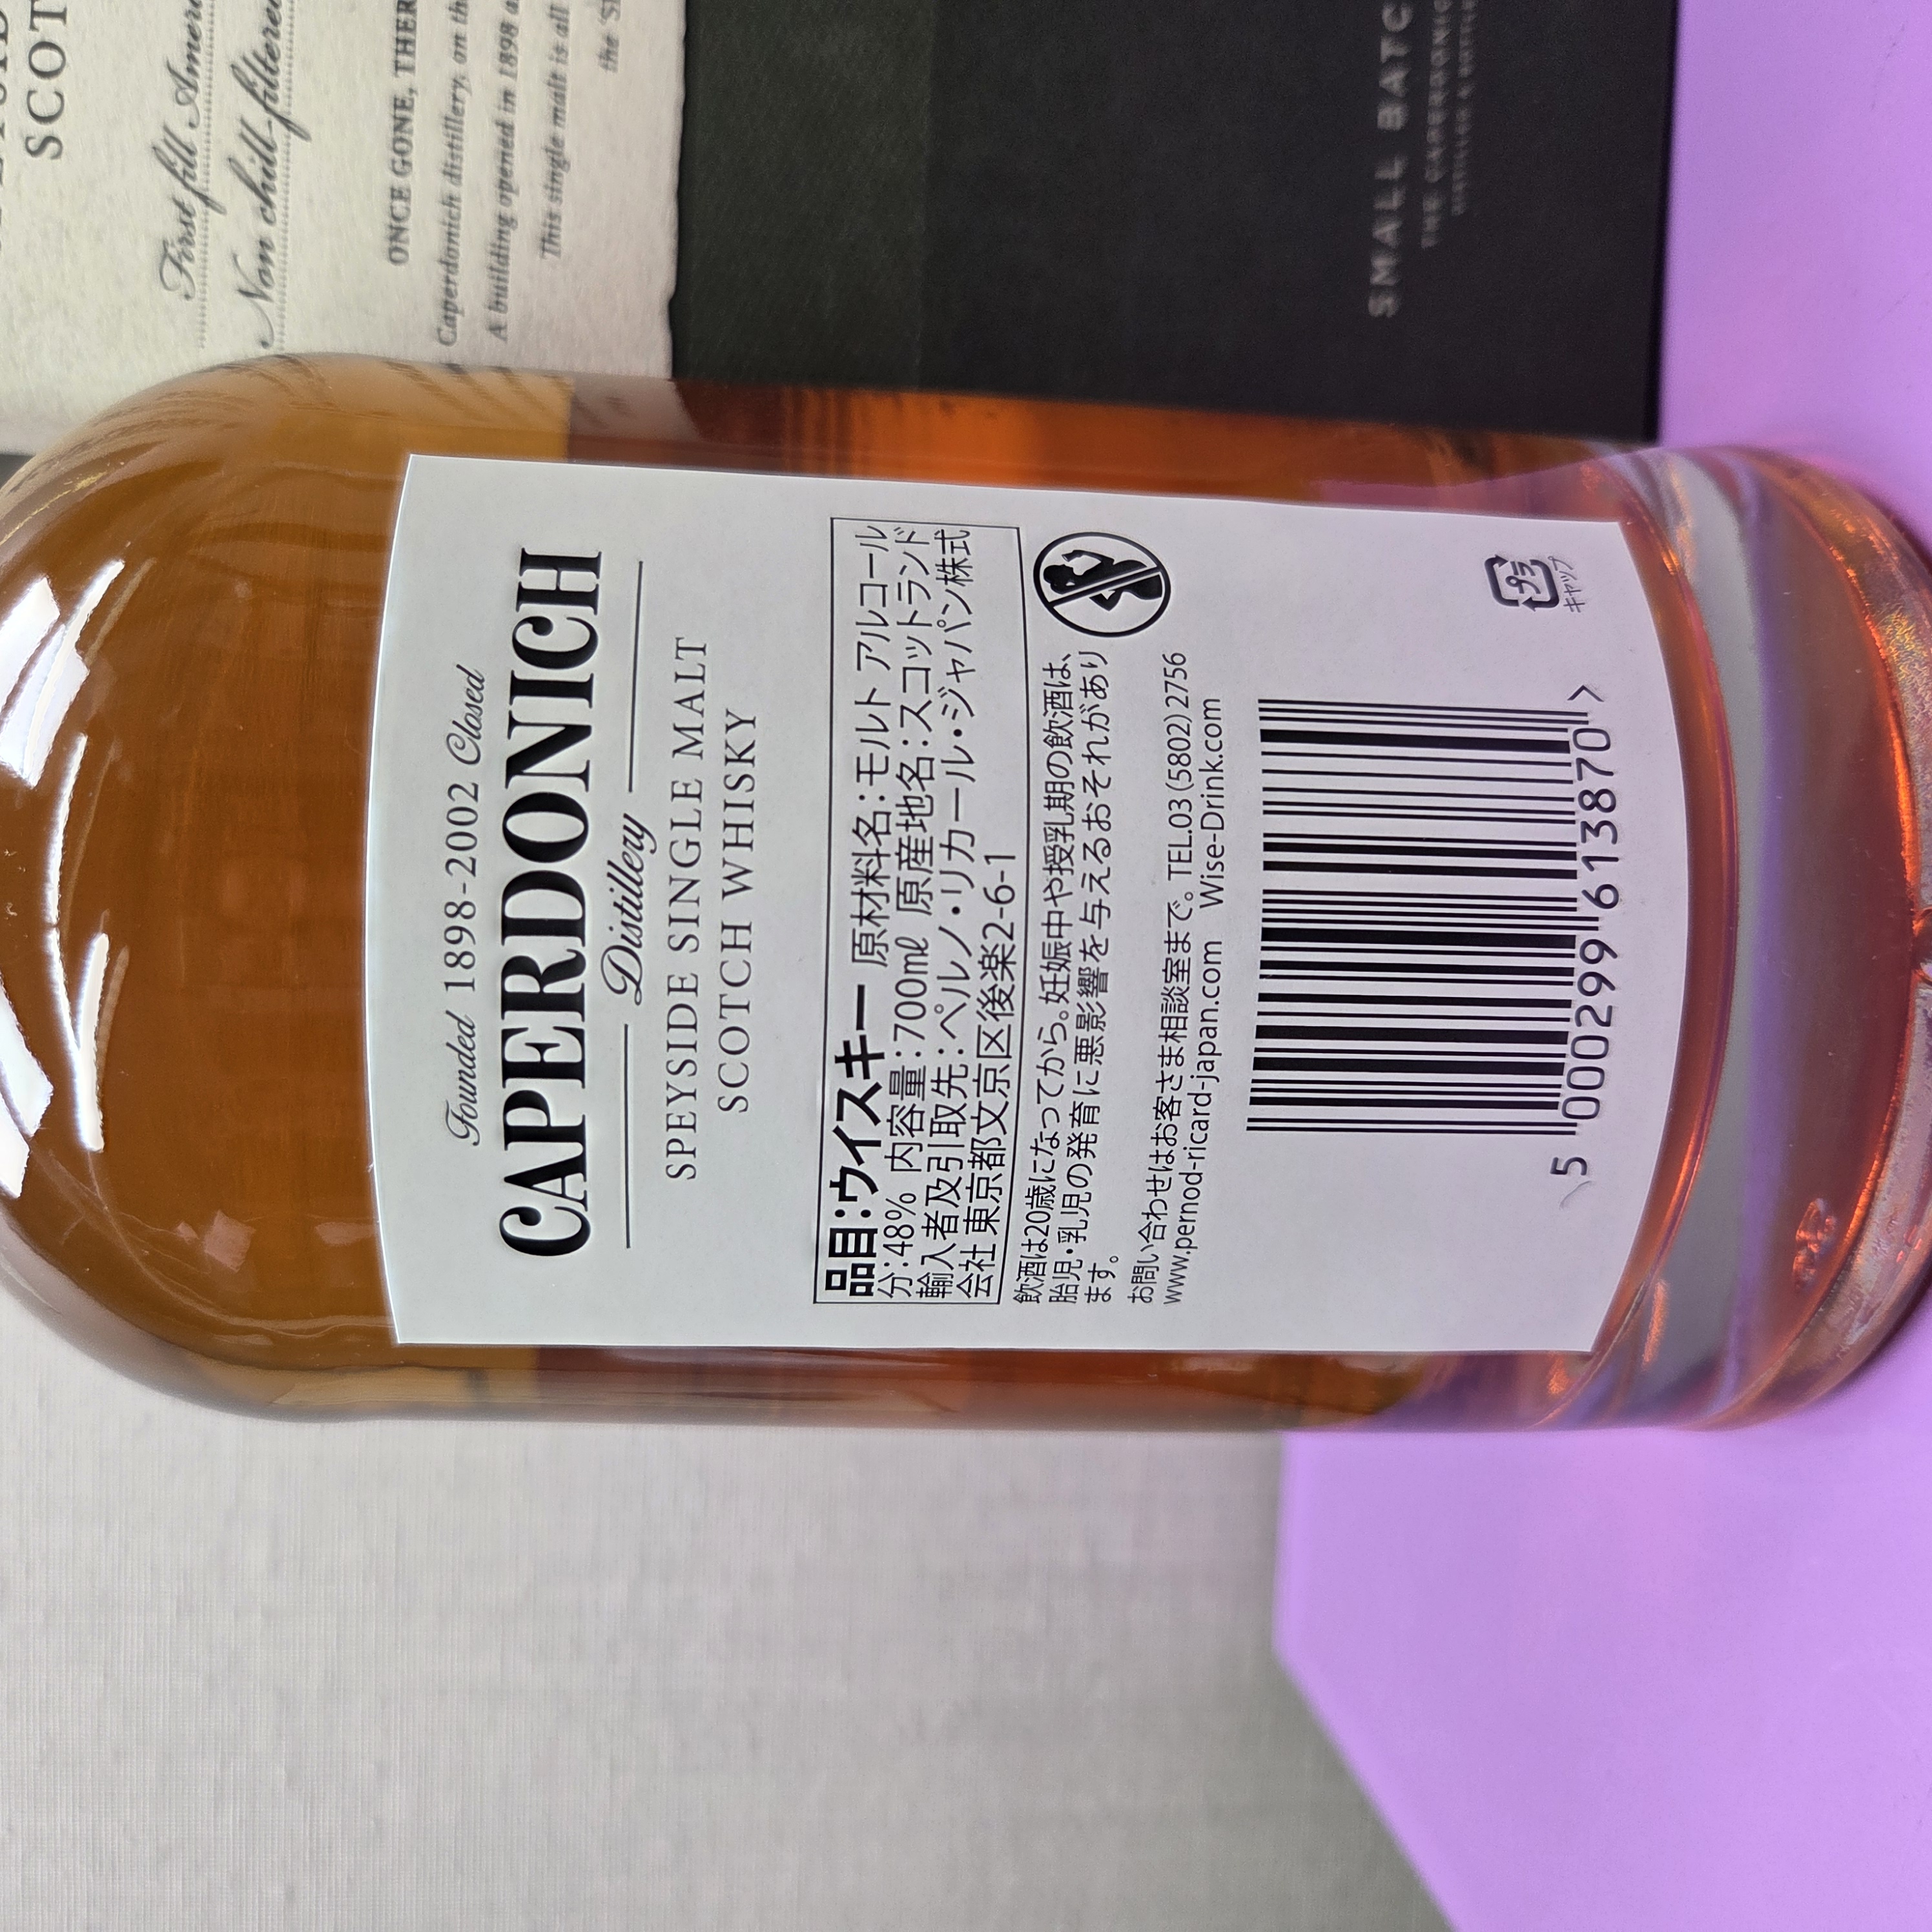 Founded 1898-2002 Closed
CAPERDONICH
Distillery
SPEYSIDE SINGLE MALT
SCOTCH WHISKY
品目:ウイスキー 原材料名:モルト アルコール
分:48% 内容量:700㎖ 原産地名:スコットランド
輸入者及引取先:ペルノ・リカール・ジャパン株式
会社 東京都文京区後楽2-6-1
飲酒は20歳になってから。妊娠中や授乳期の飲酒は、
胎児・乳児の発育に悪影響を与えるおそれがあり
ます。
お問い合わせはお客さま相談室まで。TEL.03(5802)2756
www.pernod-ricard-japan.com Wise-Drink.com
5 000299 613870 >
プラ
キャップ
SCOT
First fill
Non chill-filtered
ONCE GONE, THER
Caperdonich distillery, on th
A building opened in 1898 a
This single malt is all
the
SMALL BATC
THE CAPERDONIC